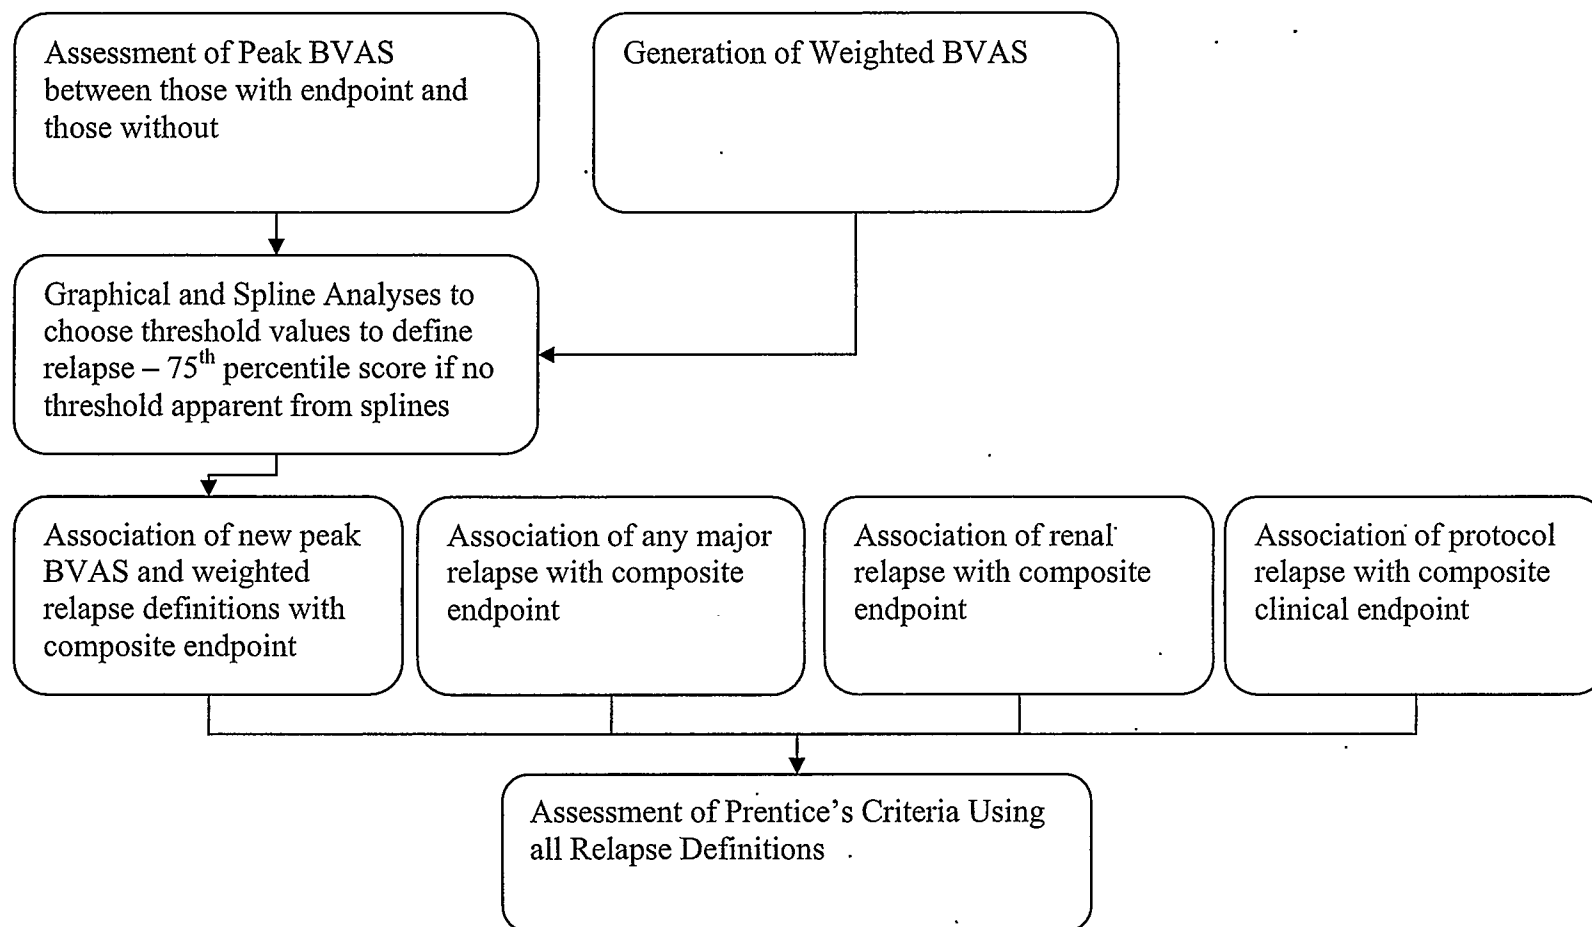 Assessment of Peak BVAS
between those with endpoint and
those without
Generation of Weighted BVAS
Graphical and Spline Analyses to
choose threshold values to define
relapse – 75th percentile score if no
threshold apparent from splines
Association of new peak
BVAS and weighted
relapse definitions with
composite endpoint
Association of any major
relapse with composite
endpoint
Association of renal
relapse with composite
endpoint
Association of protocol
relapse with composite
clinical endpoint
Assessment of Prentice’s Criteria Using
all Relapse Definitions